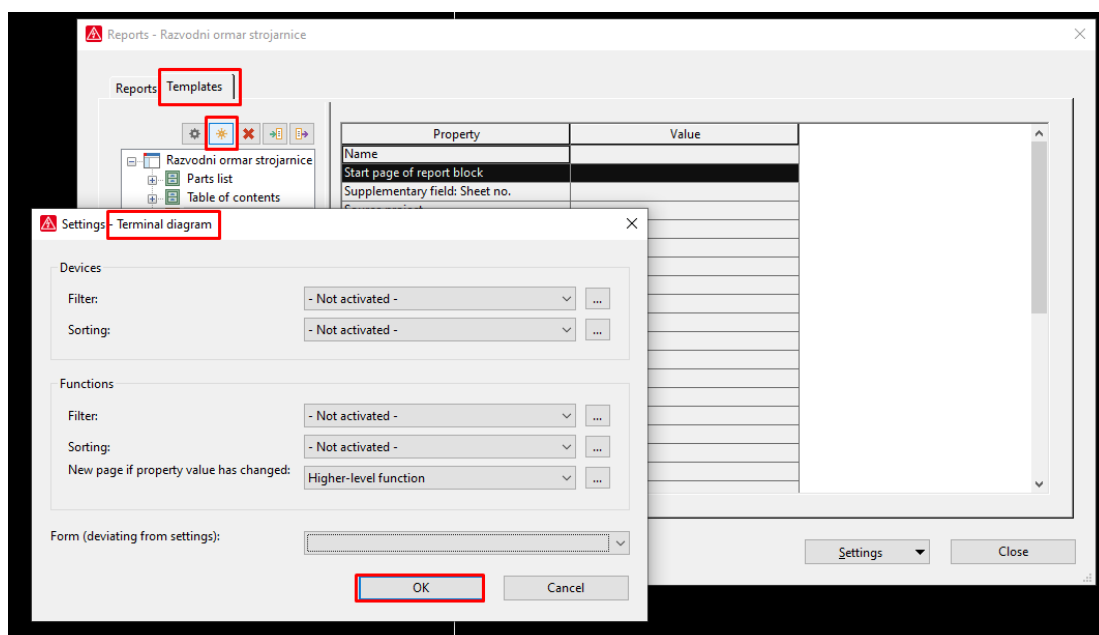 Reports - Razvodni ormar strojarnice
Reports Templates
Property Value
Razvodni ormar strojarnice
Parts list
Table of contents
Name
Start page of report block
Supplementary field: Sheet no.
Source project
Settings - Terminal diagram
Devices
Filter: - Not activated - ...
Sorting: - Not activated - ...
Functions
Filter: - Not activated - ...
Sorting: - Not activated - ...
New page if property value has changed: Higher-level function ...
Form (deviating from settings):
OK Cancel
Settings Close